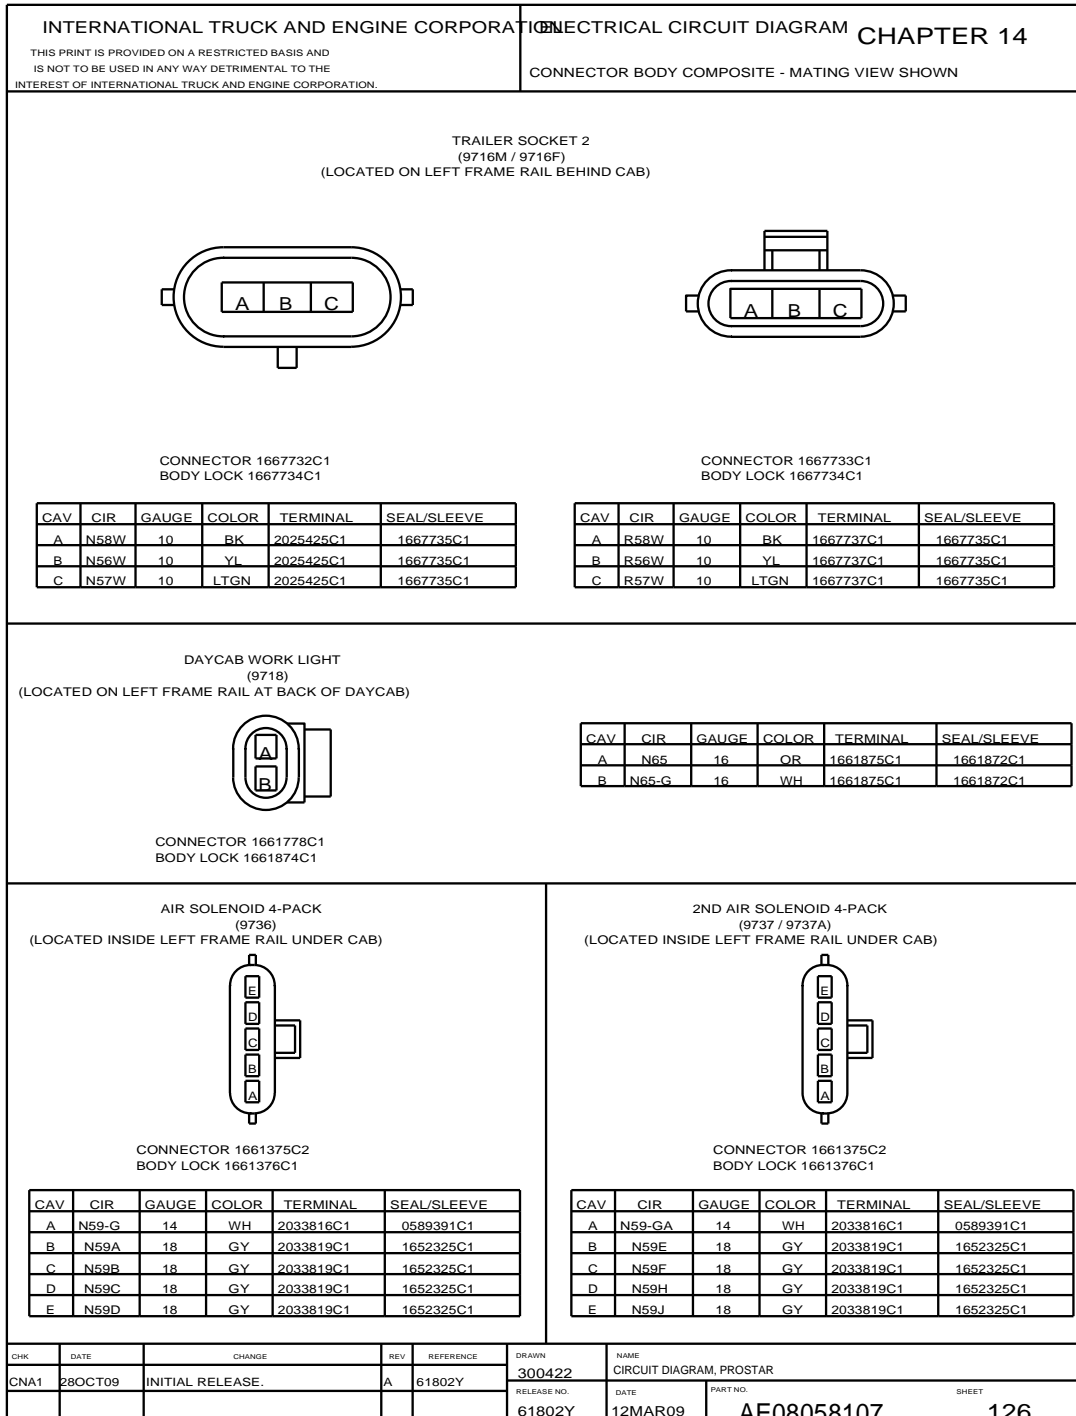 INTERNATIONAL TRUCK AND ENGINE CORPORATION
THIS PRINT IS PROVIDED ON A RESTRICTED BASIS AND
IS NOT TO BE USED IN ANY WAY DETRIMENTAL TO THE
INTEREST OF INTERNATIONAL TRUCK AND ENGINE CORPORATION.
ELECTRICAL CIRCUIT DIAGRAM CHAPTER 14
CONNECTOR BODY COMPOSITE - MATING VIEW SHOWN
TRAILER SOCKET 2
(9716M / 9716F)
(LOCATED ON LEFT FRAME RAIL BEHIND CAB)
A B C
A B C
CONNECTOR 1667732C1
BODY LOCK 1667734C1
CAV CIR GAUGE COLOR TERMINAL SEAL/SLEEVE
A N58W 10 BK 2025425C1 1667735C1
B N56W 10 YL 2025425C1 1667735C1
C N57W 10 LTGN 2025425C1 1667735C1
CONNECTOR 1667733C1
BODY LOCK 1667734C1
CAV CIR GAUGE COLOR TERMINAL SEAL/SLEEVE
A R58W 10 BK 1667737C1 1667735C1
B R56W 10 YL 1667737C1 1667735C1
C R57W 10 LTGN 1667737C1 1667735C1
DAYCAB WORK LIGHT
(9718)
(LOCATED ON LEFT FRAME RAIL AT BACK OF DAYCAB)
A
B
CONNECTOR 1661778C1
BODY LOCK 1661874C1
CAV CIR GAUGE COLOR TERMINAL SEAL/SLEEVE
A N65 16 OR 1661875C1 1661872C1
B N65-G 16 WH 1661875C1 1661872C1
AIR SOLENOID 4-PACK
(9736)
(LOCATED INSIDE LEFT FRAME RAIL UNDER CAB)
E
D
C
B
A
CONNECTOR 1661375C2
BODY LOCK 1661376C1
CAV CIR GAUGE COLOR TERMINAL SEAL/SLEEVE
A N59-G 14 WH 2033816C1 0589391C1
B N59A 18 GY 2033819C1 1652325C1
C N59B 18 GY 2033819C1 1652325C1
D N59C 18 GY 2033819C1 1652325C1
E N59D 18 GY 2033819C1 1652325C1
2ND AIR SOLENOID 4-PACK
(9737 / 9737A)
(LOCATED INSIDE LEFT FRAME RAIL UNDER CAB)
E
D
C
B
A
CONNECTOR 1661375C2
BODY LOCK 1661376C1
CAV CIR GAUGE COLOR TERMINAL SEAL/SLEEVE
A N59-GA 14 WH 2033816C1 0589391C1
B N59E 18 GY 2033819C1 1652325C1
C N59F 18 GY 2033819C1 1652325C1
D N59H 18 GY 2033819C1 1652325C1
E N59J 18 GY 2033819C1 1652325C1
CHK DATE CHANGE REV REFERENCE
CNA1 28OCT09 INITIAL RELEASE. A 61802Y
DRAWN
300422
NAME
CIRCUIT DIAGRAM, PROSTAR
RELEASE NO.
61802Y
DATE
12MAR09
PART NO.
AE08058107
SHEET
126